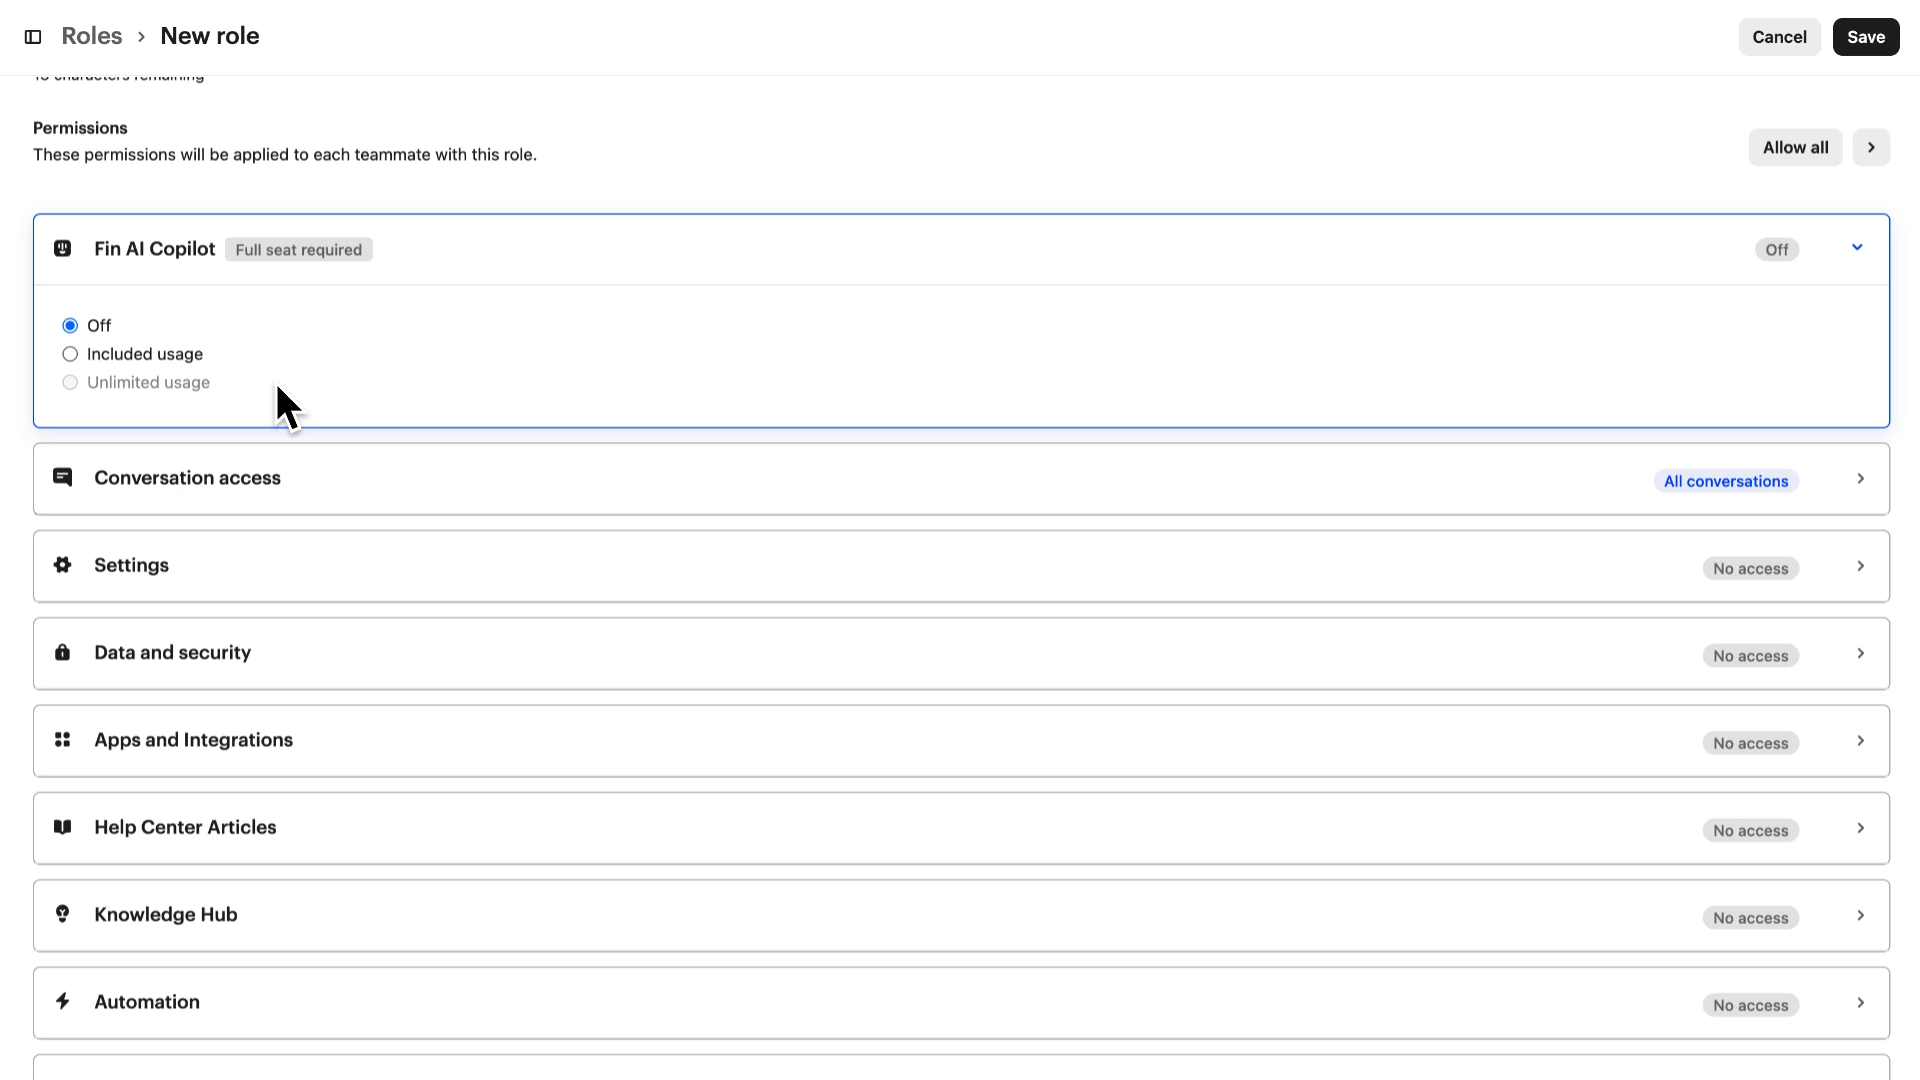 Roles › New role
Cancel
Save
characters remaining
Permissions
These permissions will be applied to each teammate with this role.
Allow all
Fin AI Copilot
Full seat required
Off
Off
Included usage
Unlimited usage
Conversation access
All conversations
Settings
No access
Data and security
No access
Apps and Integrations
No access
Help Center Articles
No access
Knowledge Hub
No access
Automation
No access